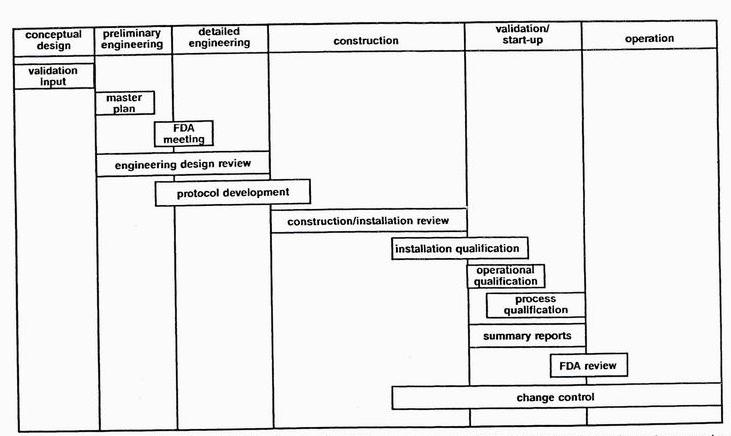 conceptual
design
preliminary
engineering
detailed
engineering
construction
validation/
start-up
operation
validation
input
master
plan
FDA
meeting
engineering design review
protocol development
construction/installation review
installation qualification
operational
qualification
process
qualification
summary reports
FDA review
change control